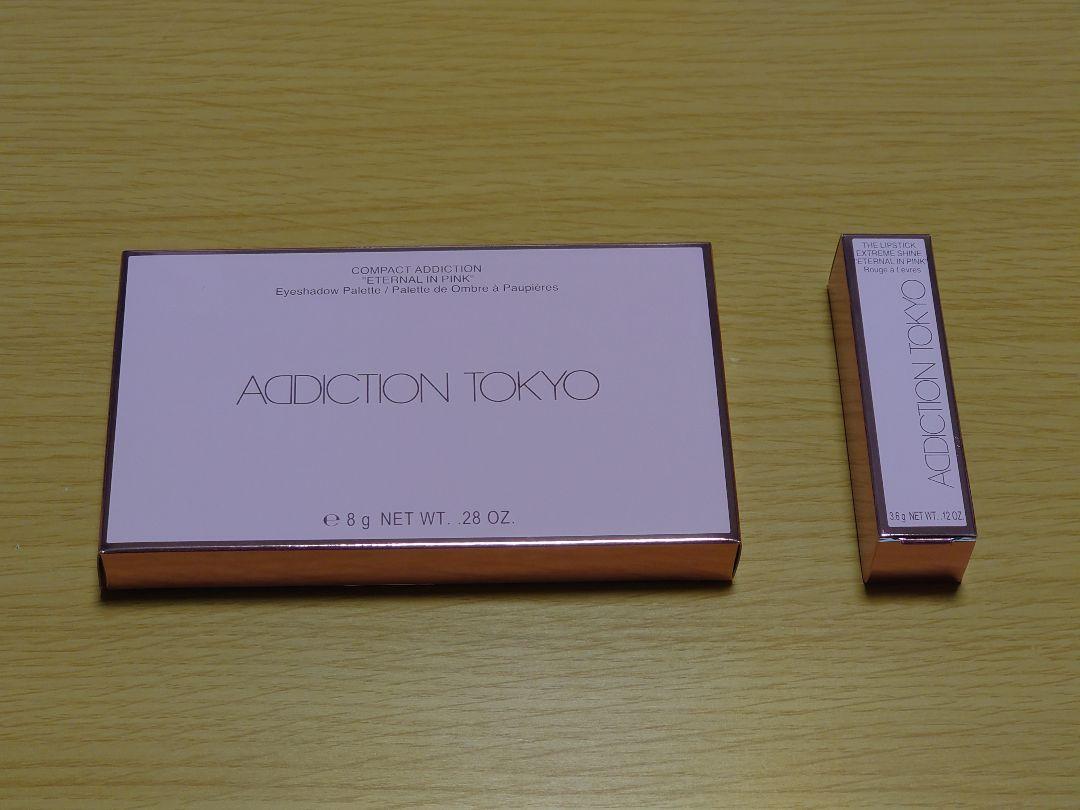 COMPACT ADDICTION
"ETERNAL IN PINK"
Eyeshadow Palette / Palette de Ombre à Paupières
ADDICTION TOKYO
℮ 8 g NET WT. .28 OZ.
THE LIPSTICK
EXTREME SHINE
"ETERNAL IN PINK"
Rouge à Lèvres
ADDICTION TOKYO
3.6 g NET WT. .12 OZ.